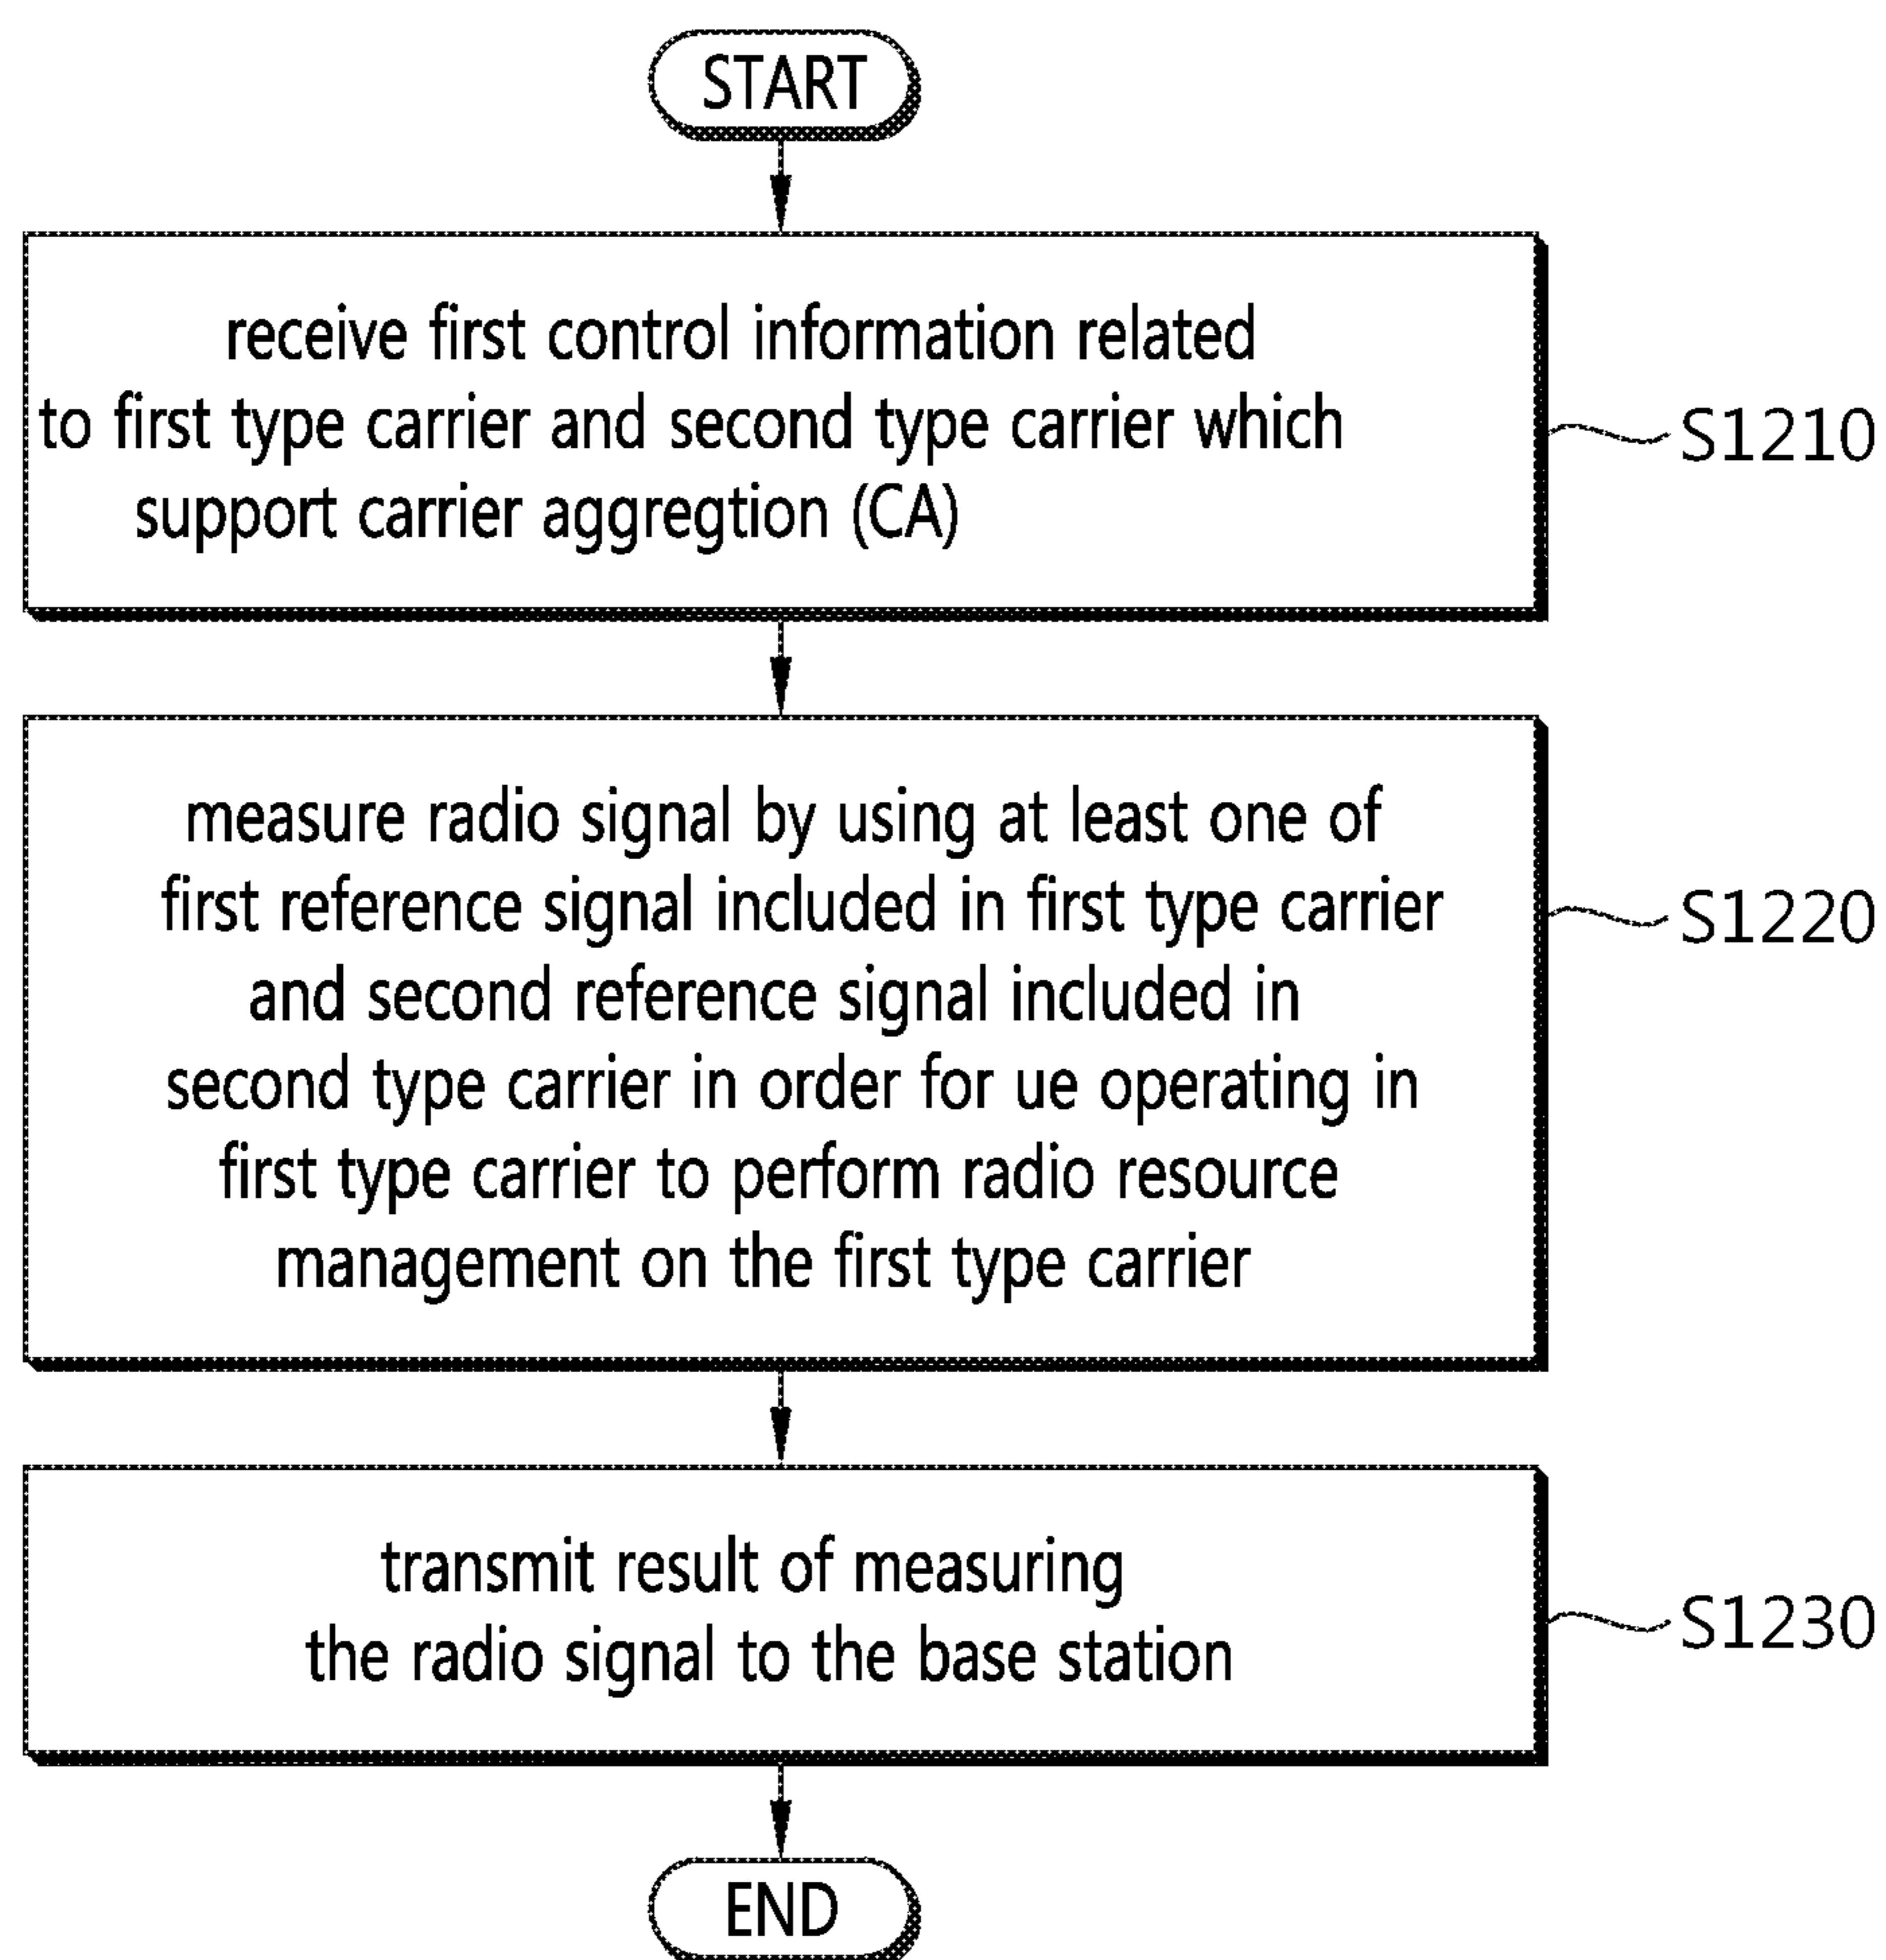 START
receive first control information related
to first type carrier and second type carrier which
support carrier aggregtion (CA)
S1210
measure radio signal by using at least one of
first reference signal included in first type carrier
and second reference signal included in
second type carrier in order for ue operating in
first type carrier to perform radio resource
management on the first type carrier
S1220
transmit result of measuring
the radio signal to the base station
S1230
END